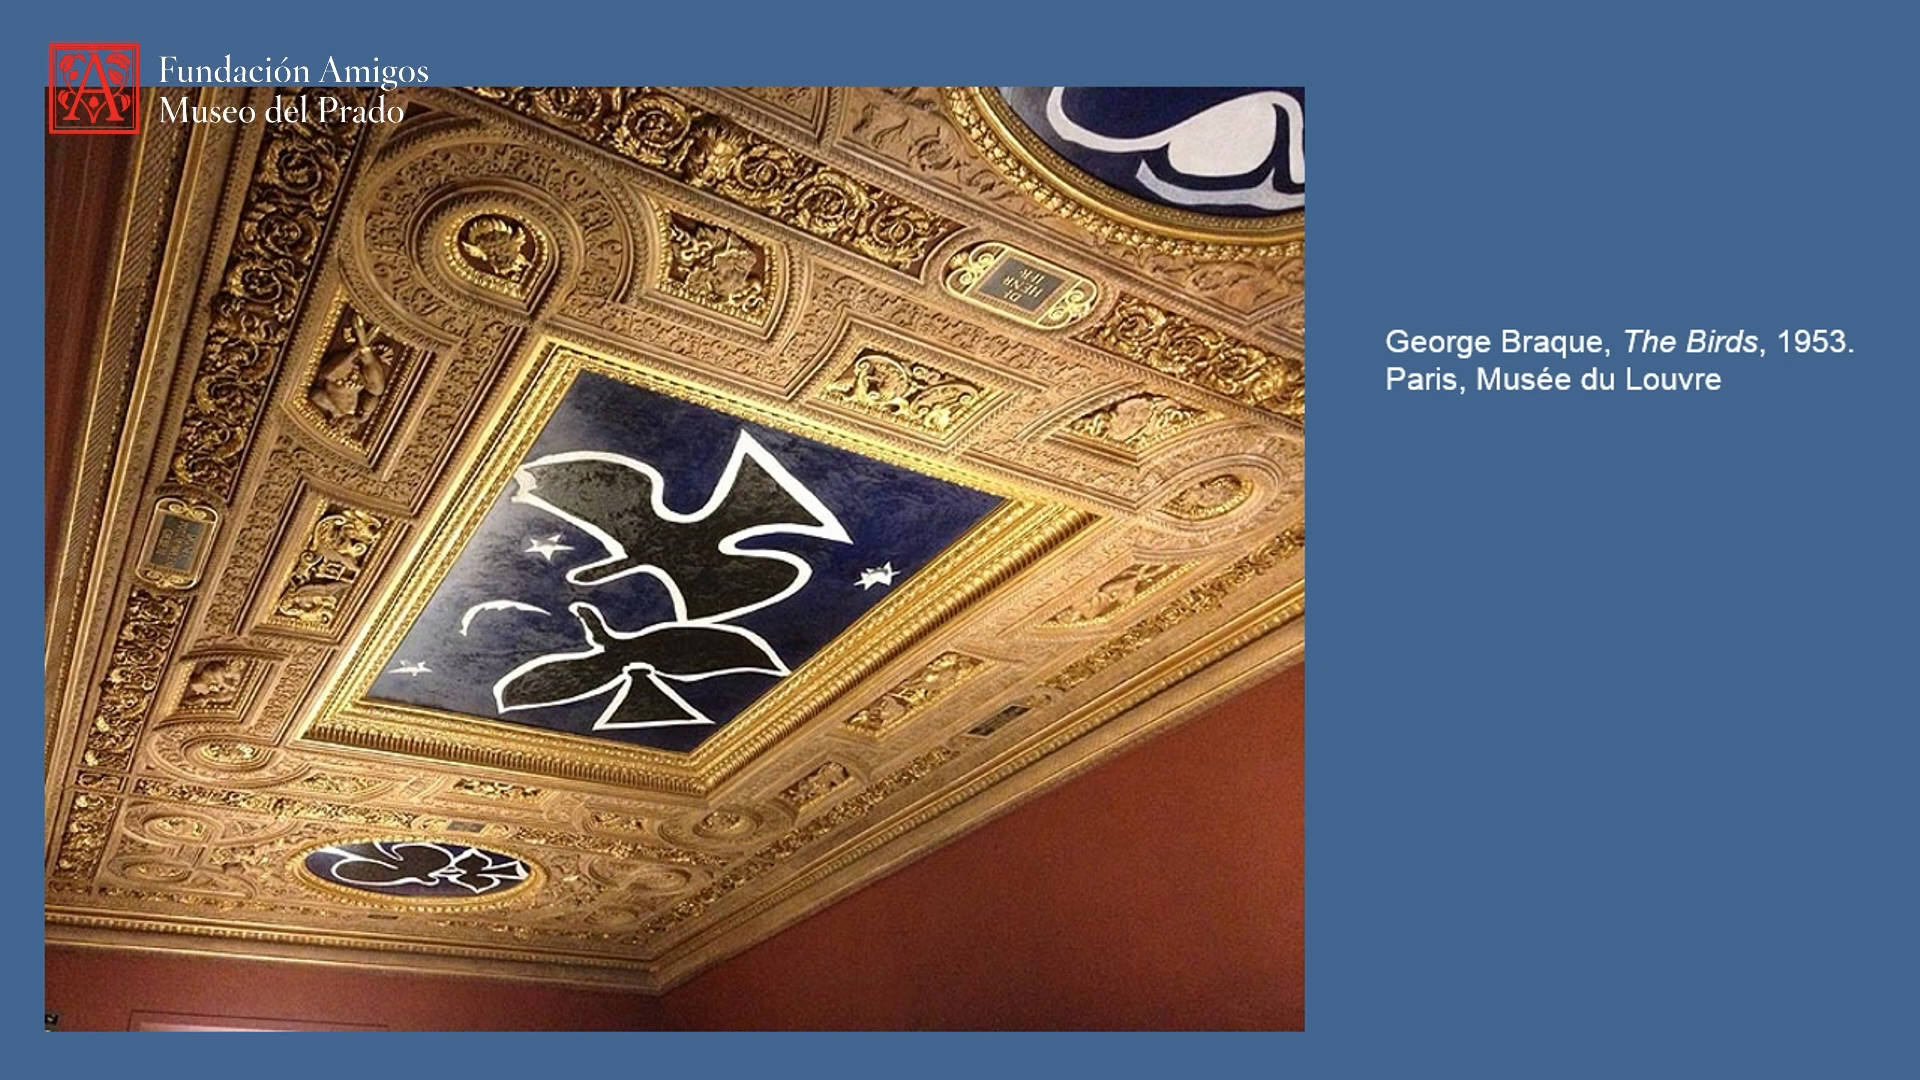 Fundación Amigos
Museo del Prado
George Braque, The Birds, 1953.
Paris, Musée du Louvre